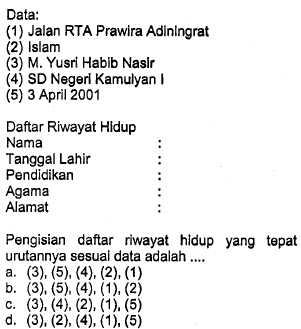 Data:
(1) Jalan RTA Prawira Adiningrat
(2) Islam
(3) M. Yusri Habib Nasir
(4) SD Negeri Kamulyan I
(5) 3 April 2001
Daftar Riwayat Hidup
Nama :
Tanggal Lahir :
Pendidikan :
Agama :
Alamat :
Pengisian daftar riwayat hidup yang tepat
urutannya sesuai data adalah ....
a. (3), (5), (4), (2), (1)
b. (3), (5), (4), (1), (2)
c. (3), (4), (2), (1), (5)
d. (3), (2), (4), (1), (5)